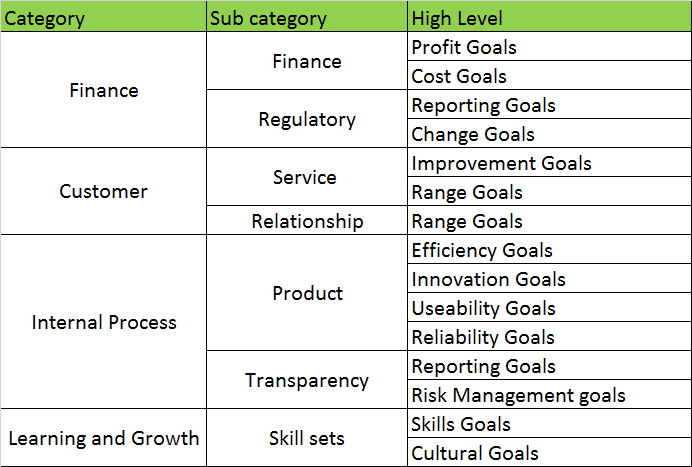 Category Sub category High Level
Finance Finance Profit Goals
Cost Goals
Regulatory Reporting Goals
Change Goals
Customer Service Improvement Goals
Range Goals
Relationship Range Goals
Internal Process Product Efficiency Goals
Innovation Goals
Useability Goals
Reliability Goals
Transparency Reporting Goals
Risk Management goals
Learning and Growth Skill sets Skills Goals
Cultural Goals